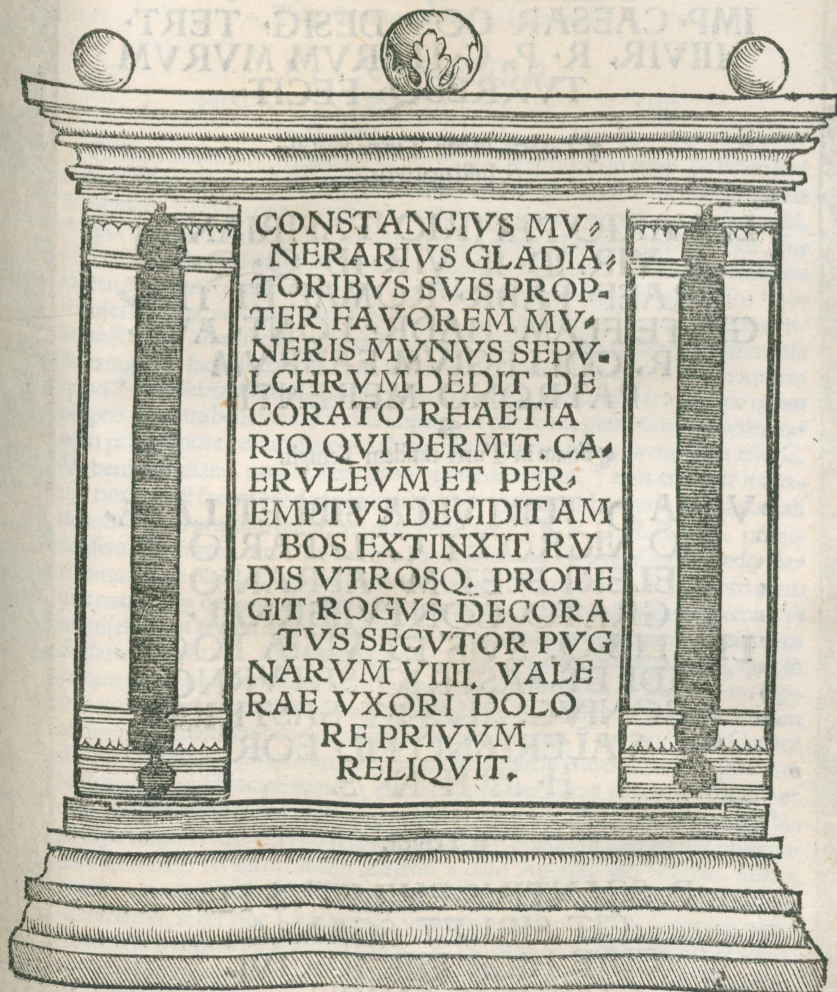 CONSTANCIVS MV⸗
NERARIVS GLADIA⸗
TORIBVS SVIS PROP⸗
TER FAVOREM MV⸗
NERIS MVNVS SEPV⸗
LCHRVM DEDIT DE
CORATO RHAETIA
RIO QVI PERMIT. CA⸗
ERVLEVM ET PER⸗
EMPTVS DECIDIT AM
BOS EXTINXIT RV
DIS VTROSQ. PROTE
GIT ROGVS DECORA
TVS SECVTOR PVG
NARVM VIIII. VALE
RAE VXORI DOLO
RE PRIVVM
RELIQVIT.